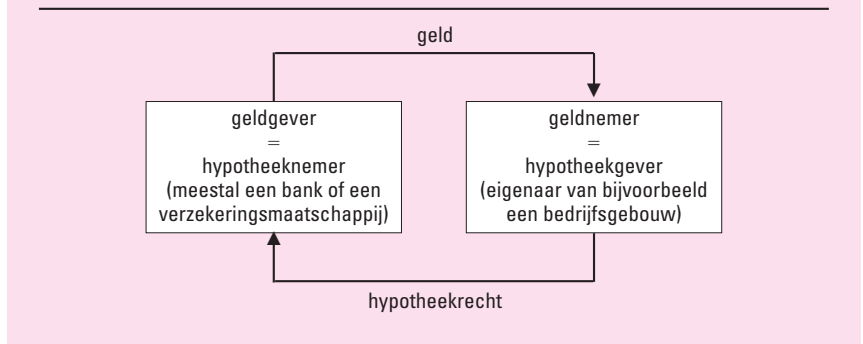 geld
geldgever
=
hypotheeknemer
(meestal een bank of een
verzekeringsmaatschappij)
geldnemer
=
hypotheekgever
(eigenaar van bijvoorbeeld
een bedrijfsgebouw)
hypotheekrecht